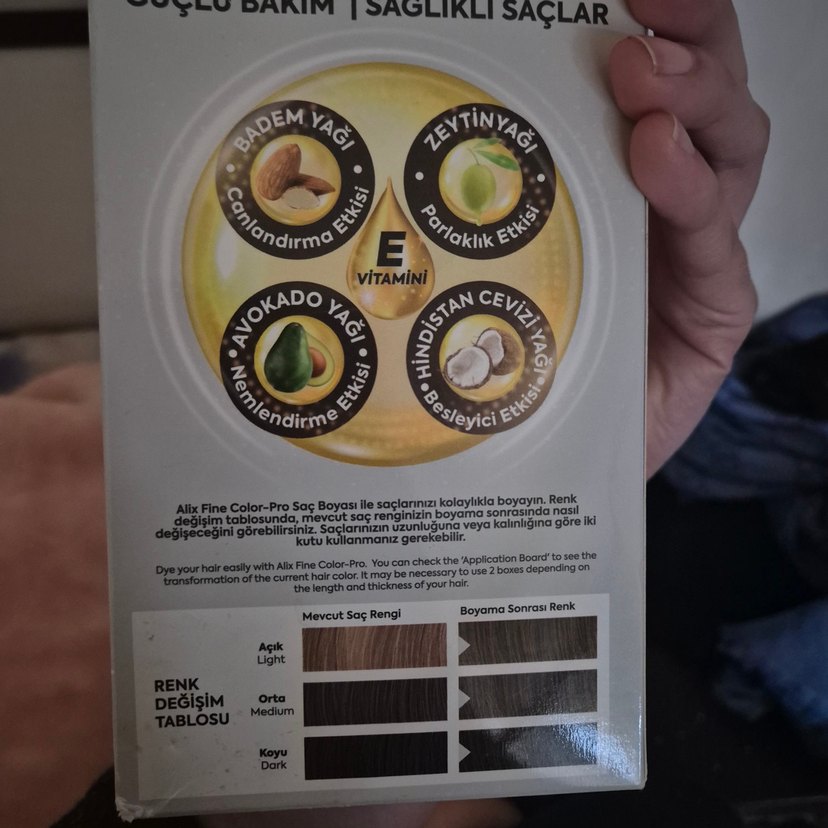 GÜÇLÜ BAKIM | SAĞLIKLI SAÇLAR
BADEM YAĞI
Canlandırma Etkisi
ZEYTİNYAĞI
Parlaklık Etkisi
E
VİTAMİNİ
AVOKADO YAĞI
Nemlendirme Etkisi
HİNDİSTAN CEVİZİ YAĞI
Besleyici Etkisi
Alix Fine Color-Pro Saç Boyası ile saçlarınızı kolaylıkla boyayın. Renk
değişim tablosunda, mevcut saç renginizin boyama sonrasında nasıl
değişeceğini görebilirsiniz. Saçlarınızın uzunluğuna veya kalınlığına göre iki
kutu kullanmanız gerekebilir.
Dye your hair easily with Alix Fine Color-Pro. You can check the 'Application Board' to see the
transformation of the current hair color. It may be necessary to use 2 boxes depending on
the length and thickness of your hair.
Mevcut Saç Rengi
Boyama Sonrası Renk
RENK
DEĞİŞİM
TABLOSU
Açık
Light
Orta
Medium
Koyu
Dark